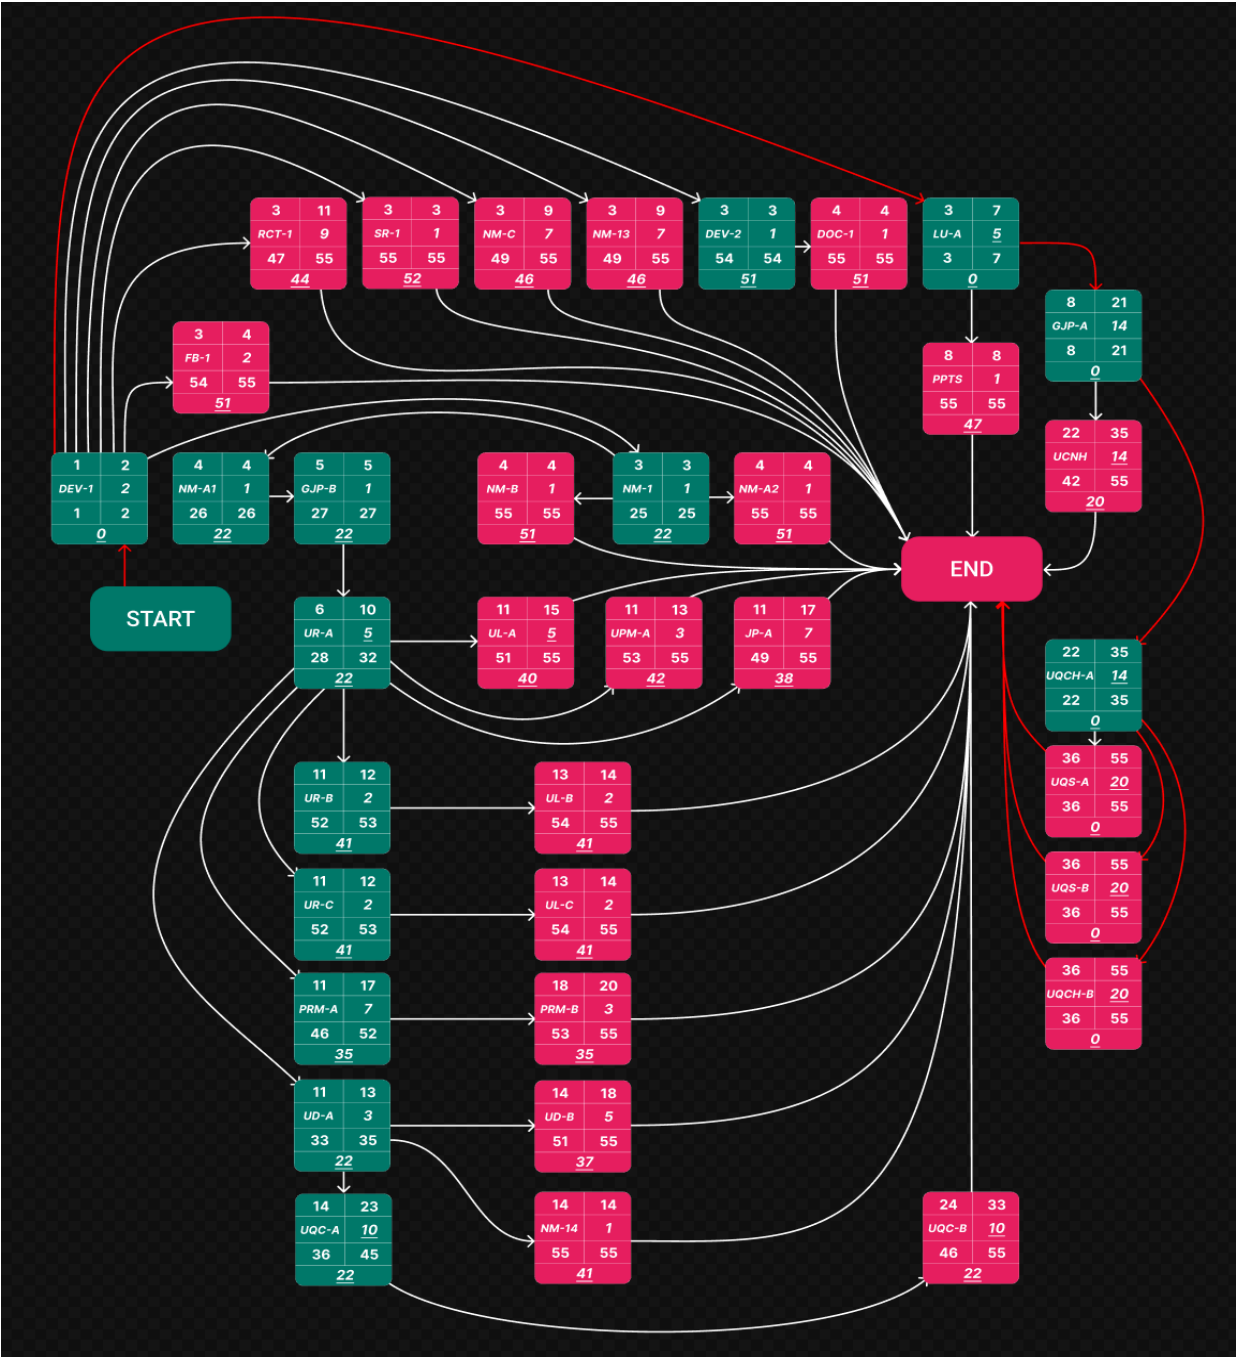 3 11
RCT-1 9
47 55
44
3 3
SR-1 1
55 55
52
3 9
NM-C 7
49 55
46
3 9
NM-13 7
49 55
46
3 3
DEV-2 1
54 54
51
4 4
DOC-1 1
55 55
51
3 7
LU-A 5
3 7
0
8 21
GJP-A 14
8 21
0
3 4
FB-1 2
54 55
51
8 8
PPTS 1
55 55
47
22 35
UCNH 14
42 55
20
1 2
DEV-1 2
1 2
0
4 4
NM-A1 1
26 26
22
5 5
GJP-B 1
27 27
22
4 4
NM-B 1
55 55
51
3 3
NM-1 1
25 25
22
4 4
NM-A2 1
55 55
51
END
START
6 10
UR-A 5
28 32
22
11 15
UL-A 5
51 55
40
11 13
UPM-A 3
53 55
42
11 17
JP-A 7
49 55
38
22 35
UQCH-A 14
22 35
0
36 55
UQS-A 20
36 55
0
11 12
UR-B 2
52 53
41
13 14
UL-B 2
54 55
41
36 55
UQS-B 20
36 55
0
11 12
UR-C 2
52 53
41
13 14
UL-C 2
54 55
41
36 55
UQCH-B 20
36 55
0
11 17
PRM-A 7
46 52
35
18 20
PRM-B 3
53 55
35
11 13
UD-A 3
33 35
22
14 18
UD-B 5
51 55
37
14 23
UQC-A 10
36 45
22
14 14
NM-14 1
55 55
41
24 33
UQC-B 10
46 55
22